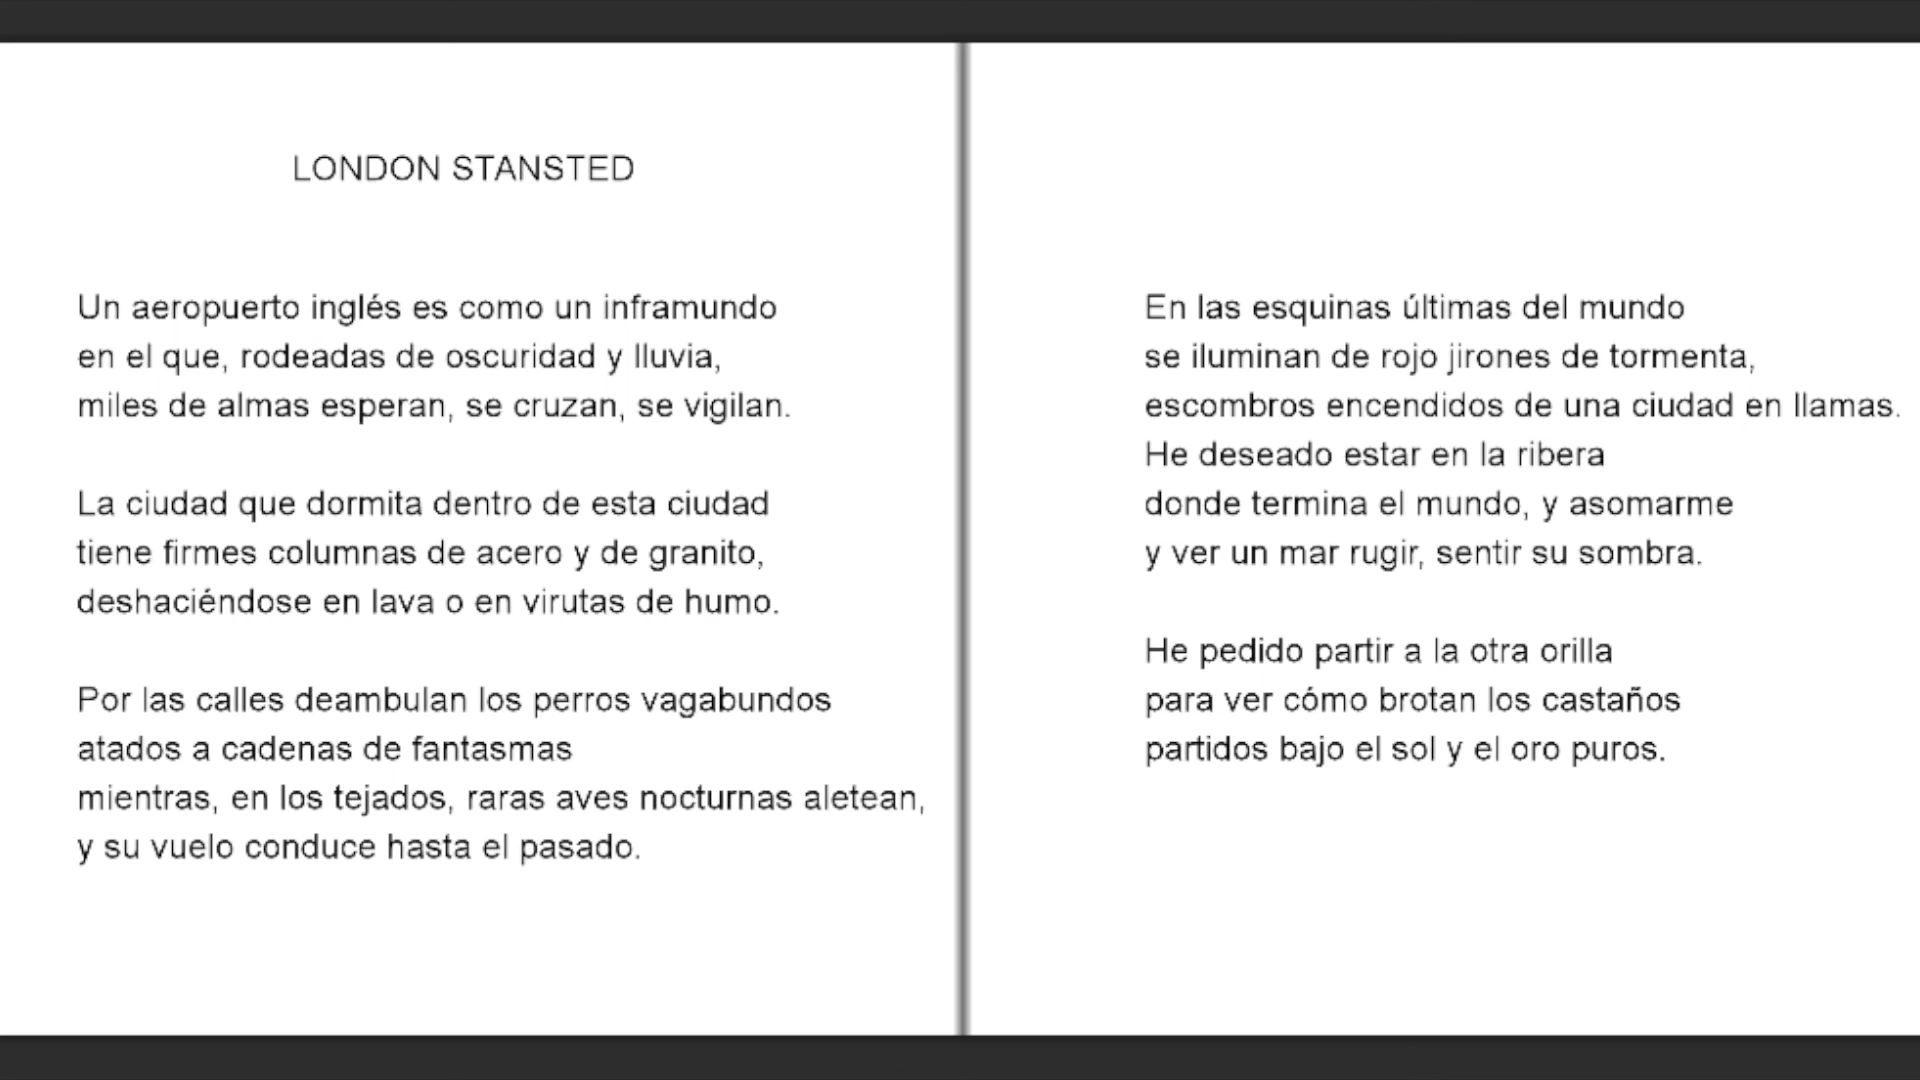 LONDON STANSTED
Un aeropuerto inglés es como un inframundo
en el que, rodeadas de oscuridad y lluvia,
miles de almas esperan, se cruzan, se vigilan.
La ciudad que dormita dentro de esta ciudad
tiene firmes columnas de acero y de granito,
deshaciéndose en lava o en virutas de humo.
Por las calles deambulan los perros vagabundos
atados a cadenas de fantasmas
mientras, en los tejados, raras aves nocturnas aletean,
y su vuelo conduce hasta el pasado.
En las esquinas últimas del mundo
se iluminan de rojo jirones de tormenta,
escombros encendidos de una ciudad en llamas.
He deseado estar en la ribera
donde termina el mundo, y asomarme
y ver un mar rugir, sentir su sombra.
He pedido partir a la otra orilla
para ver cómo brotan los castaños
partidos bajo el sol y el oro puros.